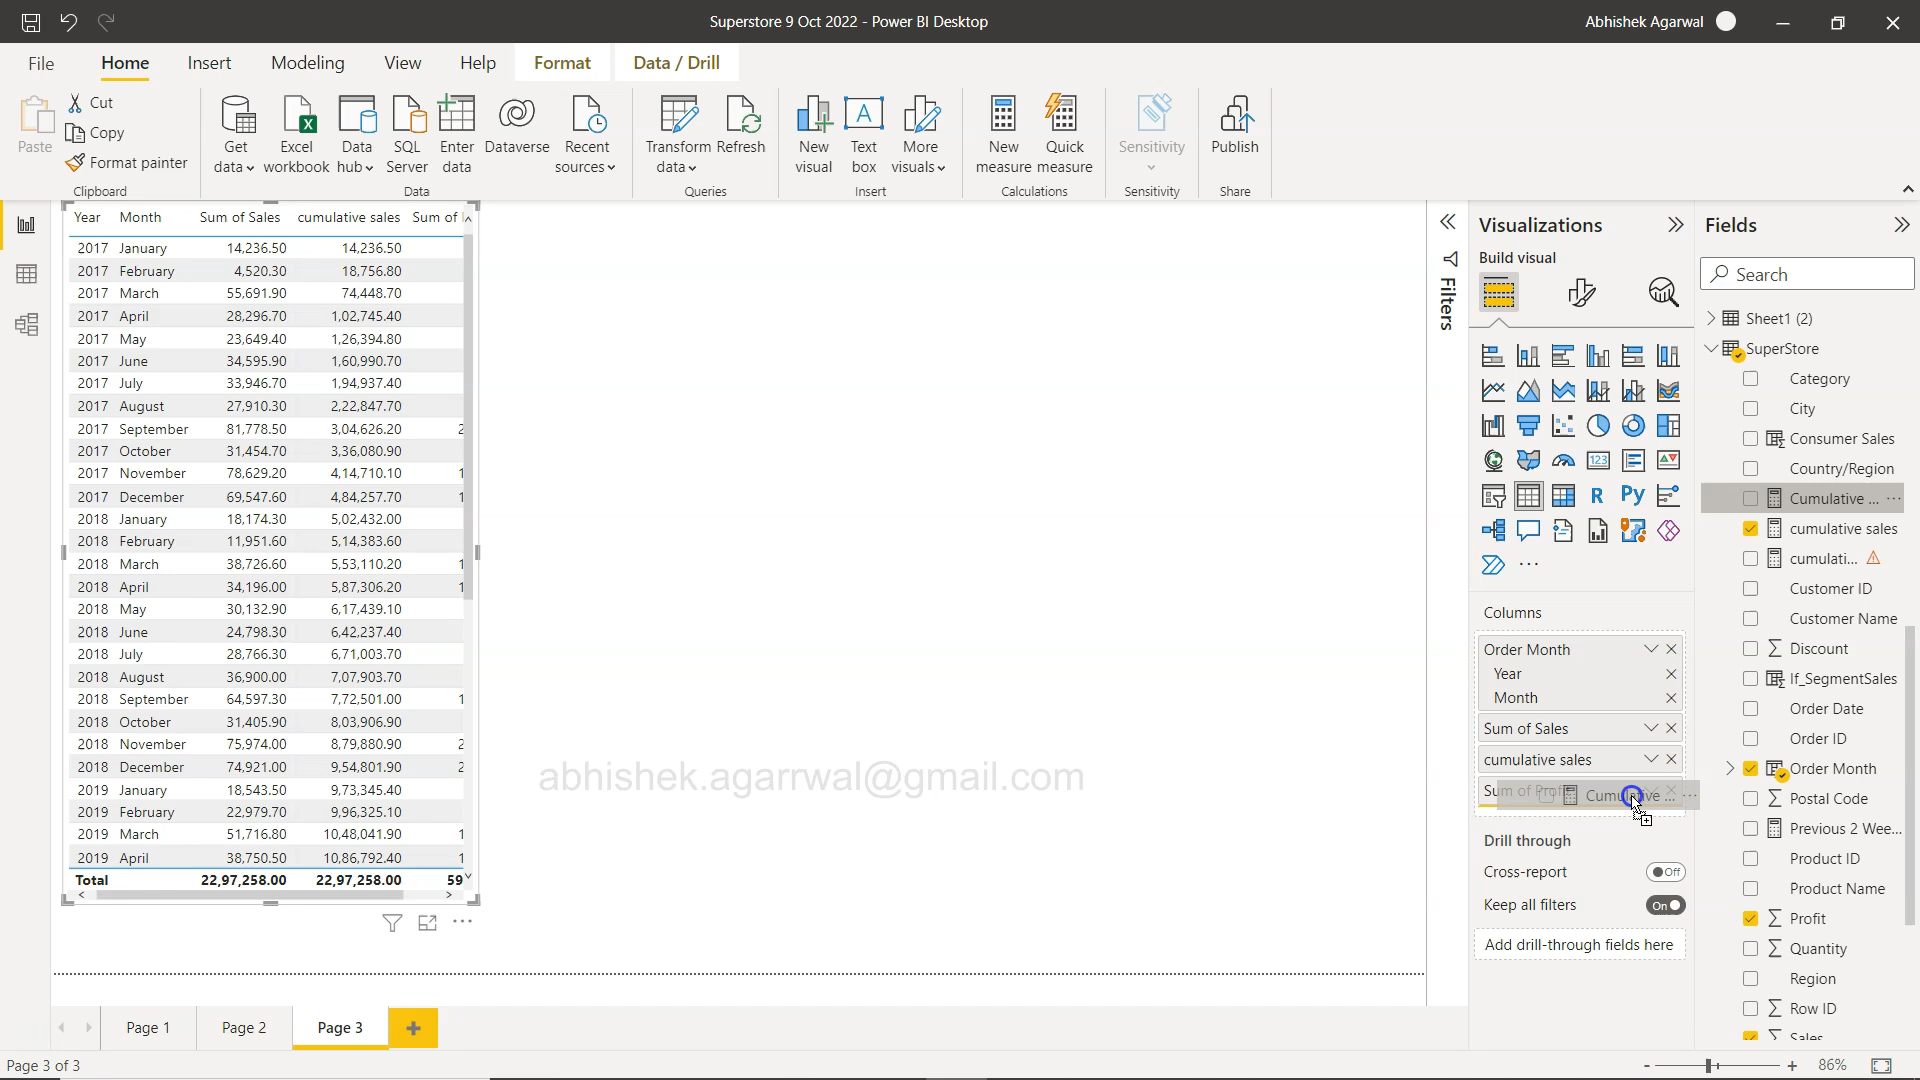 Superstore 9 Oct 2022 - Power BI Desktop
Abhishek Agarwal
File Home Insert Modeling View Help Format Data / Drill
Paste
Cut
Copy
Format painter
Get data
Excel workbook
Data hub
SQL Server
Enter data
Dataverse
Recent sources
Transform data
Refresh
New visual
Text box
More visuals
New measure
Quick measure
Sensitivity
Publish
Clipboard Data Queries Insert Calculations Sensitivity Share
Year Month Sum of Sales cumulative sales Sum of
2017 January 14,236.50 14,236.50
2017 February 4,520.30 18,756.80
2017 March 55,691.90 74,448.70
2017 April 28,296.70 1,02,745.40
2017 May 23,649.40 1,26,394.80
2017 June 34,595.90 1,60,990.70
2017 July 33,946.70 1,94,937.40
2017 August 27,910.30 2,22,847.70
2017 September 81,778.50 3,04,626.20 2
2017 October 31,454.70 3,36,080.90
2017 November 78,629.20 4,14,710.10 1
2017 December 69,547.60 4,84,257.70 1
2018 January 18,174.30 5,02,432.00
2018 February 11,951.60 5,14,383.60
2018 March 38,726.60 5,53,110.20 1
2018 April 34,196.00 5,87,306.20 1
2018 May 30,132.90 6,17,439.10
2018 June 24,798.30 6,42,237.40
2018 July 28,766.30 6,71,003.70
2018 August 36,900.00 7,07,903.70
2018 September 64,597.30 7,72,501.00 1
2018 October 31,405.90 8,03,906.90
2018 November 75,974.00 8,79,880.90 2
2018 December 74,921.00 9,54,801.90 2
2019 January 18,543.50 9,73,345.40
2019 February 22,979.70 9,96,325.10
2019 March 51,716.80 10,48,041.90 1
2019 April 38,750.50 10,86,792.40 1
Total 22,97,258.00 22,97,258.00 59
abhishek.agarrwal@gmail.com
Filters
Visualizations
Build visual
123
R
Py
...
Columns
Order Month
Year
Month
Sum of Sales
cumulative sales
Sum of Prof
Cumulative ...
Drill through
Cross-report Off
Keep all filters On
Add drill-through fields here
Fields
Search
Sheet1 (2)
SuperStore
Category
City
Consumer Sales
Country/Region
Cumulative ...
cumulative sales
cumulati...
Customer ID
Customer Name
Discount
If_SegmentSales
Order Date
Order ID
Order Month
Postal Code
Previous 2 Wee...
Product ID
Product Name
Profit
Quantity
Region
Row ID
Sales
Page 1 Page 2 Page 3 +
Page 3 of 3
- + 86%